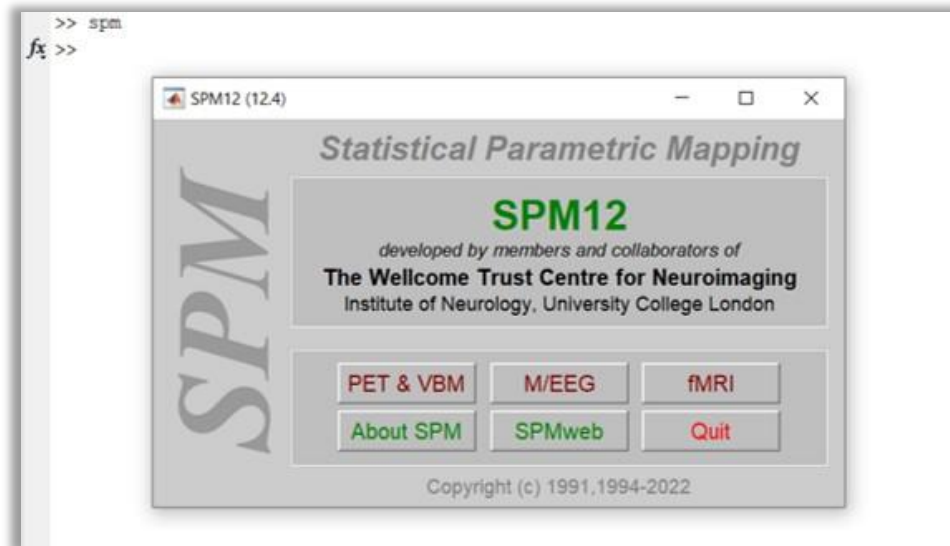 >> spm
fx >>
SPM12 (12.4)
SPM
Statistical Parametric Mapping
SPM12
developed by members and collaborators of
The Wellcome Trust Centre for Neuroimaging
Institute of Neurology, University College London
PET & VBM M/EEG fMRI
About SPM SPMweb Quit
Copyright (c) 1991,1994-2022